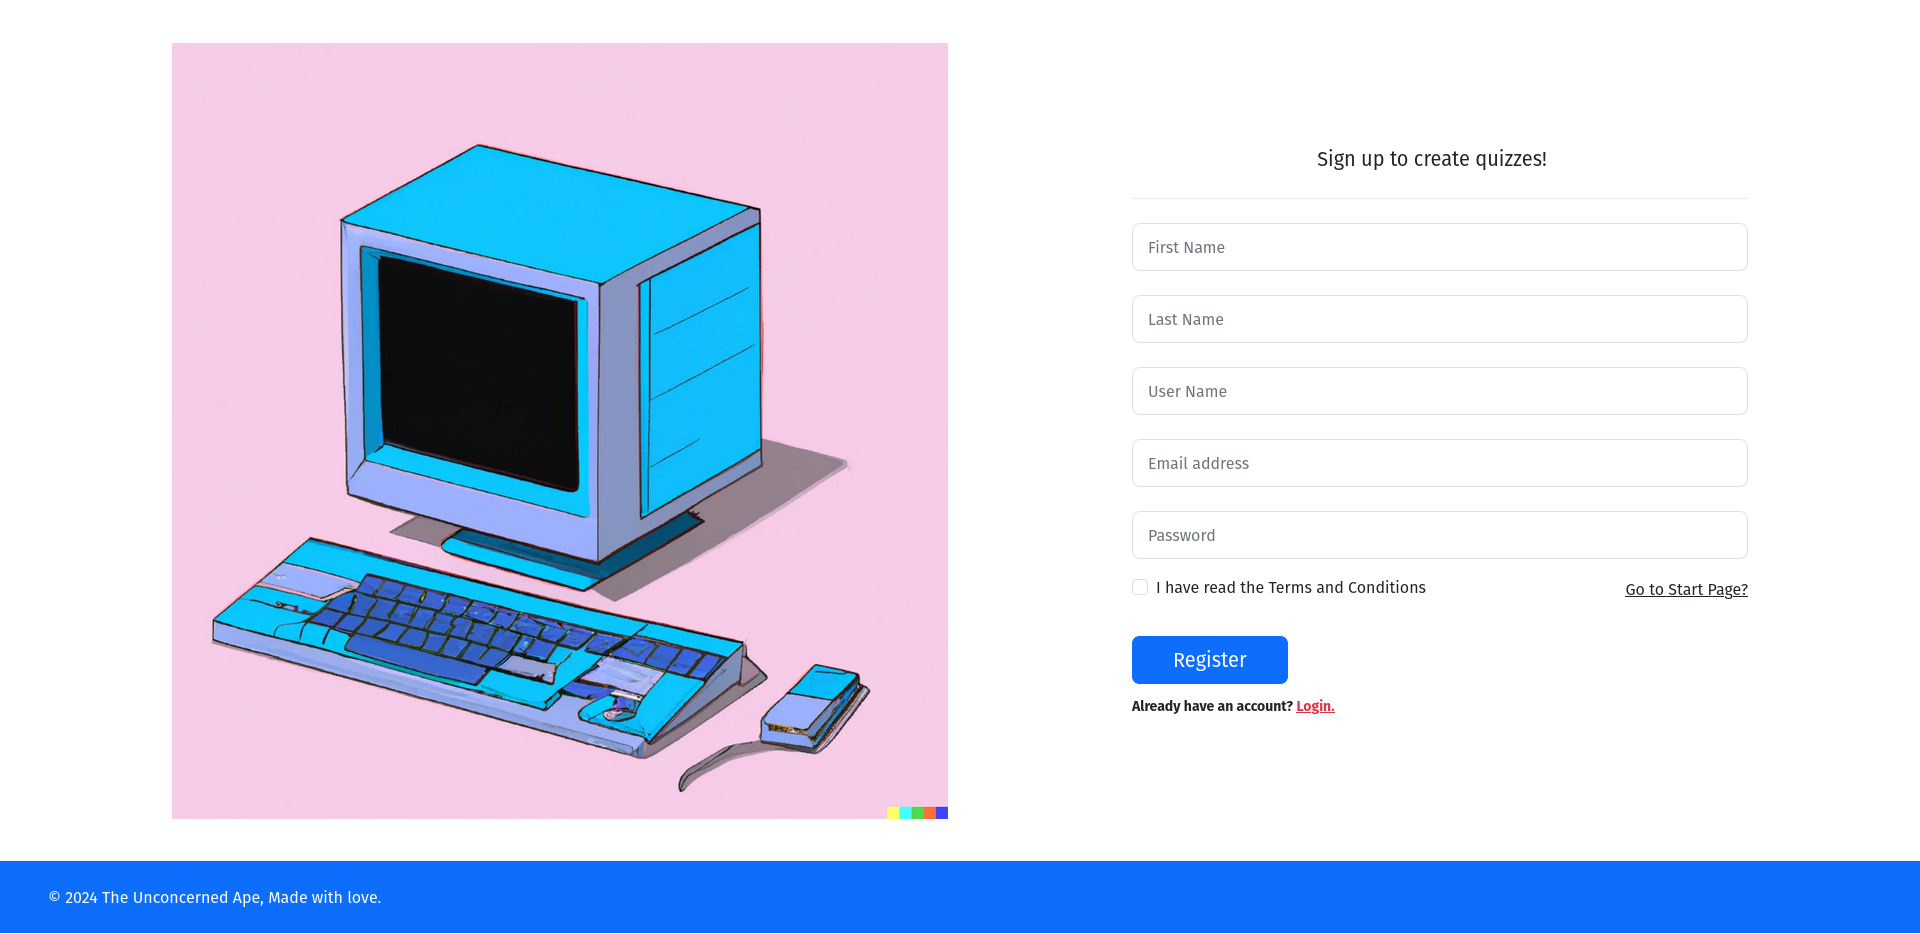 Sign up to create quizzes!
First Name
Last Name
User Name
Email address
Password
I have read the Terms and Conditions
Go to Start Page?
Register
Already have an account? Login.
© 2024 The Unconcerned Ape, Made with love.